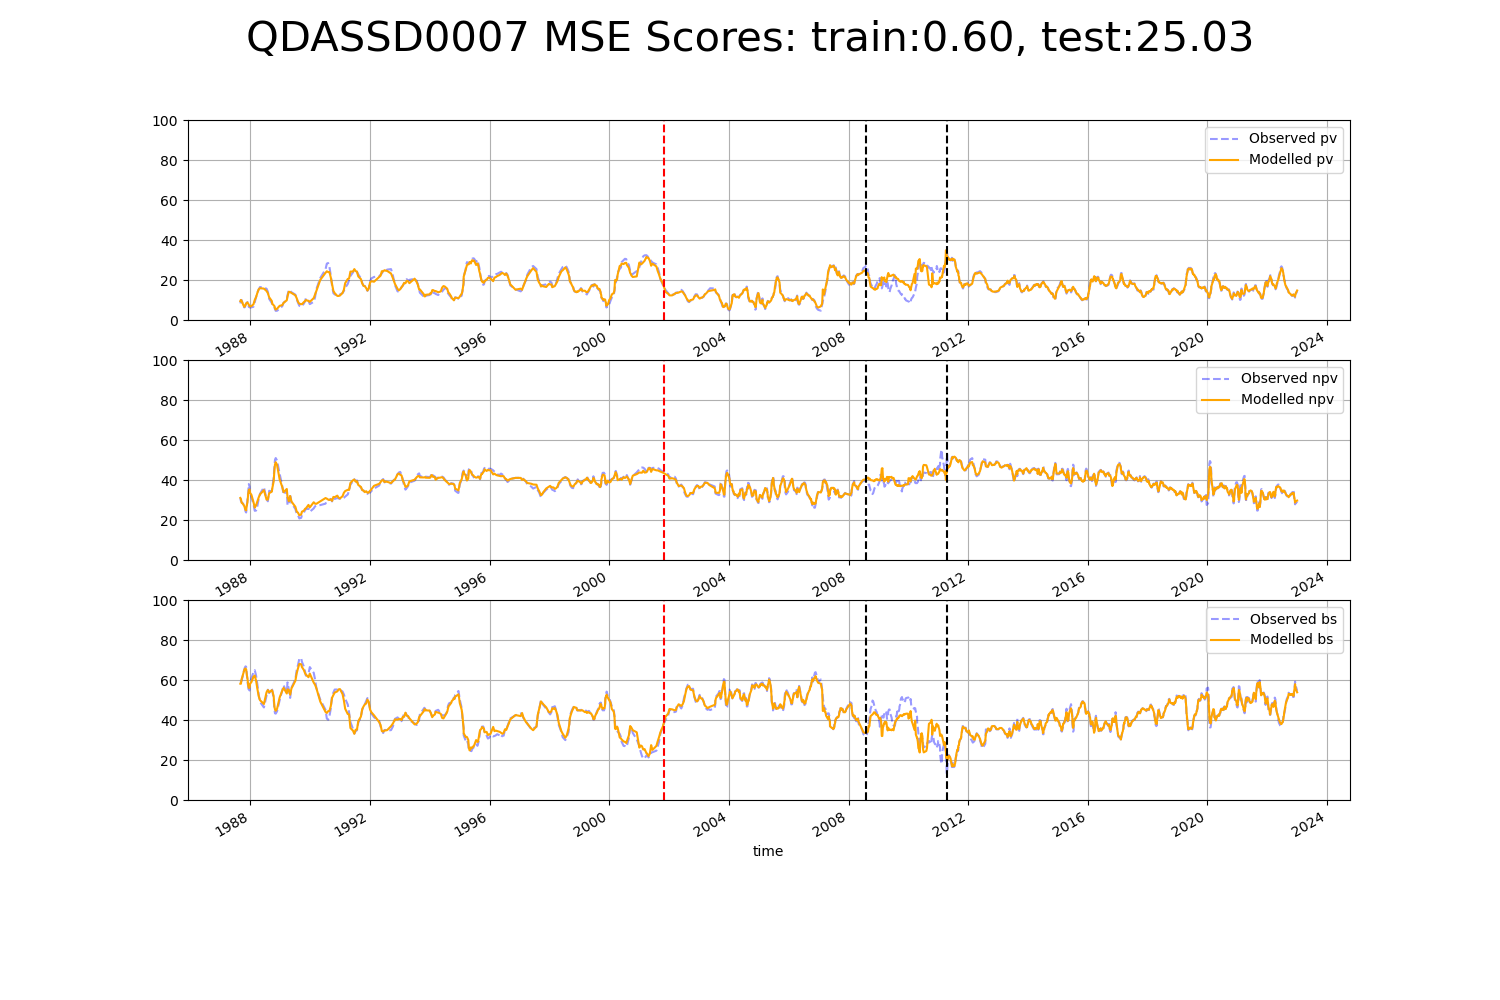 QDASSD0007 MSE Scores: train:0.60, test:25.03
100
80
60
40
20
0
Observed pv
Modelled pv
1988 1992 1996 2000 2004 2008 2012 2016 2020 2024
100
80
60
40
20
0
Observed npv
Modelled npv
1988 1992 1996 2000 2004 2008 2012 2016 2020 2024
100
80
60
40
20
0
Observed bs
Modelled bs
1988 1992 1996 2000 2004 2008 2012 2016 2020 2024
time